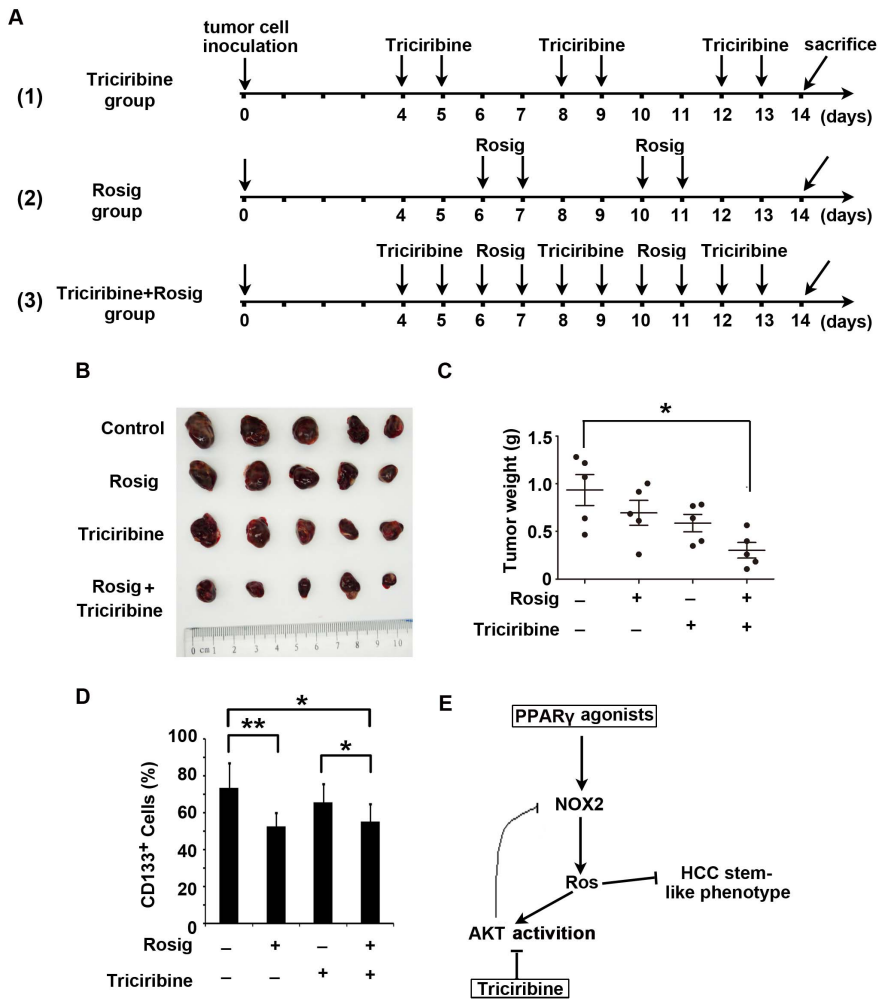 A
tumor cell
inoculation
Triciribine
Triciribine
Triciribine
sacrifice
(1)
Triciribine
group
0 4 5 6 7 8 9 10 11 12 13 14 (days)
Rosig
Rosig
(2)
Rosig
group
0 4 5 6 7 8 9 10 11 12 13 14 (days)
Triciribine Rosig Triciribine Rosig Triciribine
(3)
Triciribine+Rosig
group
0 4 5 6 7 8 9 10 11 12 13 14 (days)
B
Control
Rosig
Triciribine
Rosig +
Triciribine
0 cm 1 2 3 4 5 6 7 8 9 10
C
*
Tumor weight (g)
1.5
1.0
0.5
0
Rosig – + – +
Triciribine – – + +
D
*
**
*
CD133+ Cells (%)
100
80
60
40
20
0
Rosig – + – +
Triciribine – – + +
E
PPARγ agonists
NOX2
Ros
HCC stem-
like phenotype
AKT activition
Triciribine